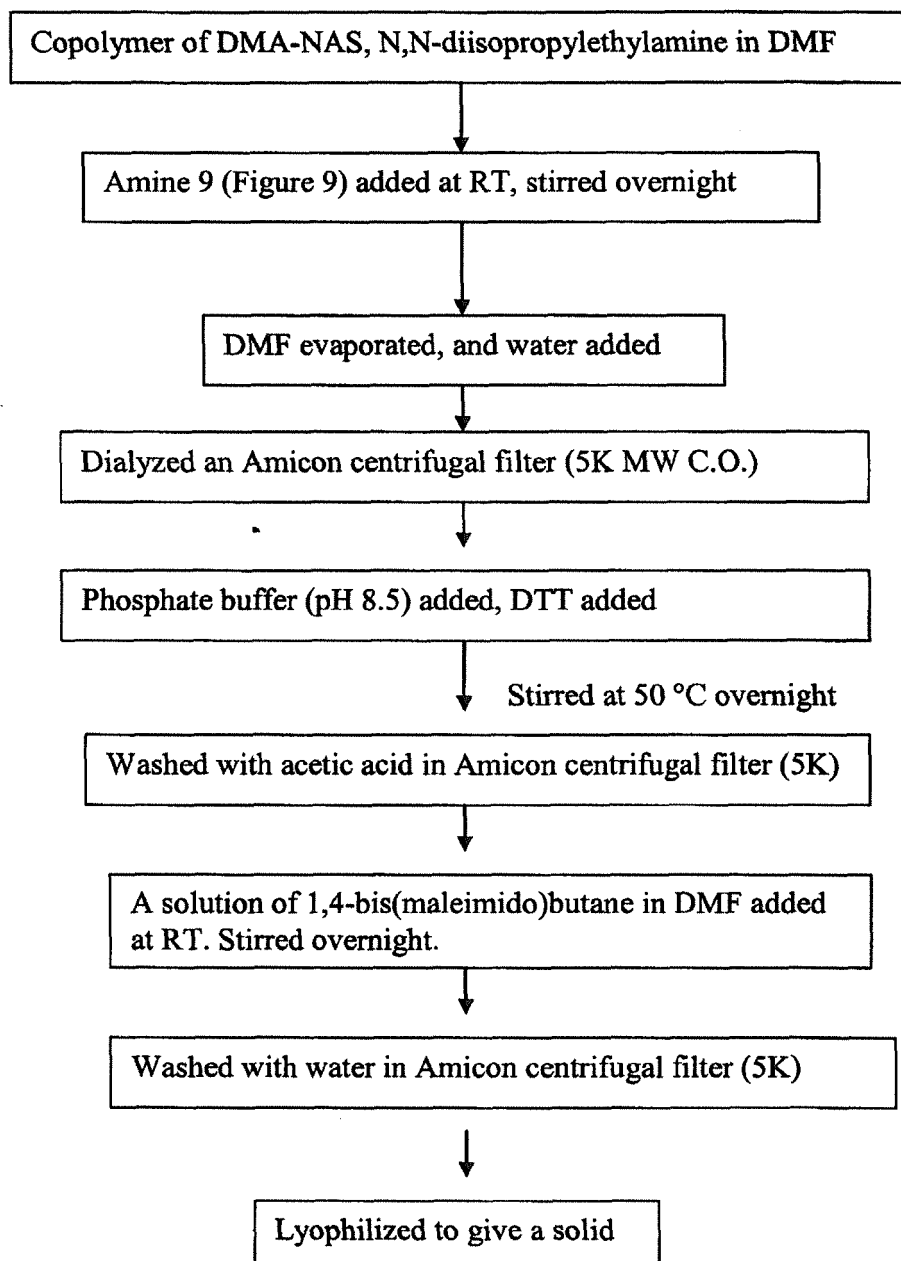 Copolymer of DMA-NAS, N,N-diisopropylethylamine in DMF
Amine 9 (Figure 9) added at RT, stirred overnight
DMF evaporated, and water added
Dialyzed an Amicon centrifugal filter (5K MW C.O.)
Phosphate buffer (pH 8.5) added, DTT added
Stirred at 50 °C overnight
Washed with acetic acid in Amicon centrifugal filter (5K)
A solution of 1,4-bis(maleimido)butane in DMF added
at RT. Stirred overnight.
Washed with water in Amicon centrifugal filter (5K)
Lyophilized to give a solid